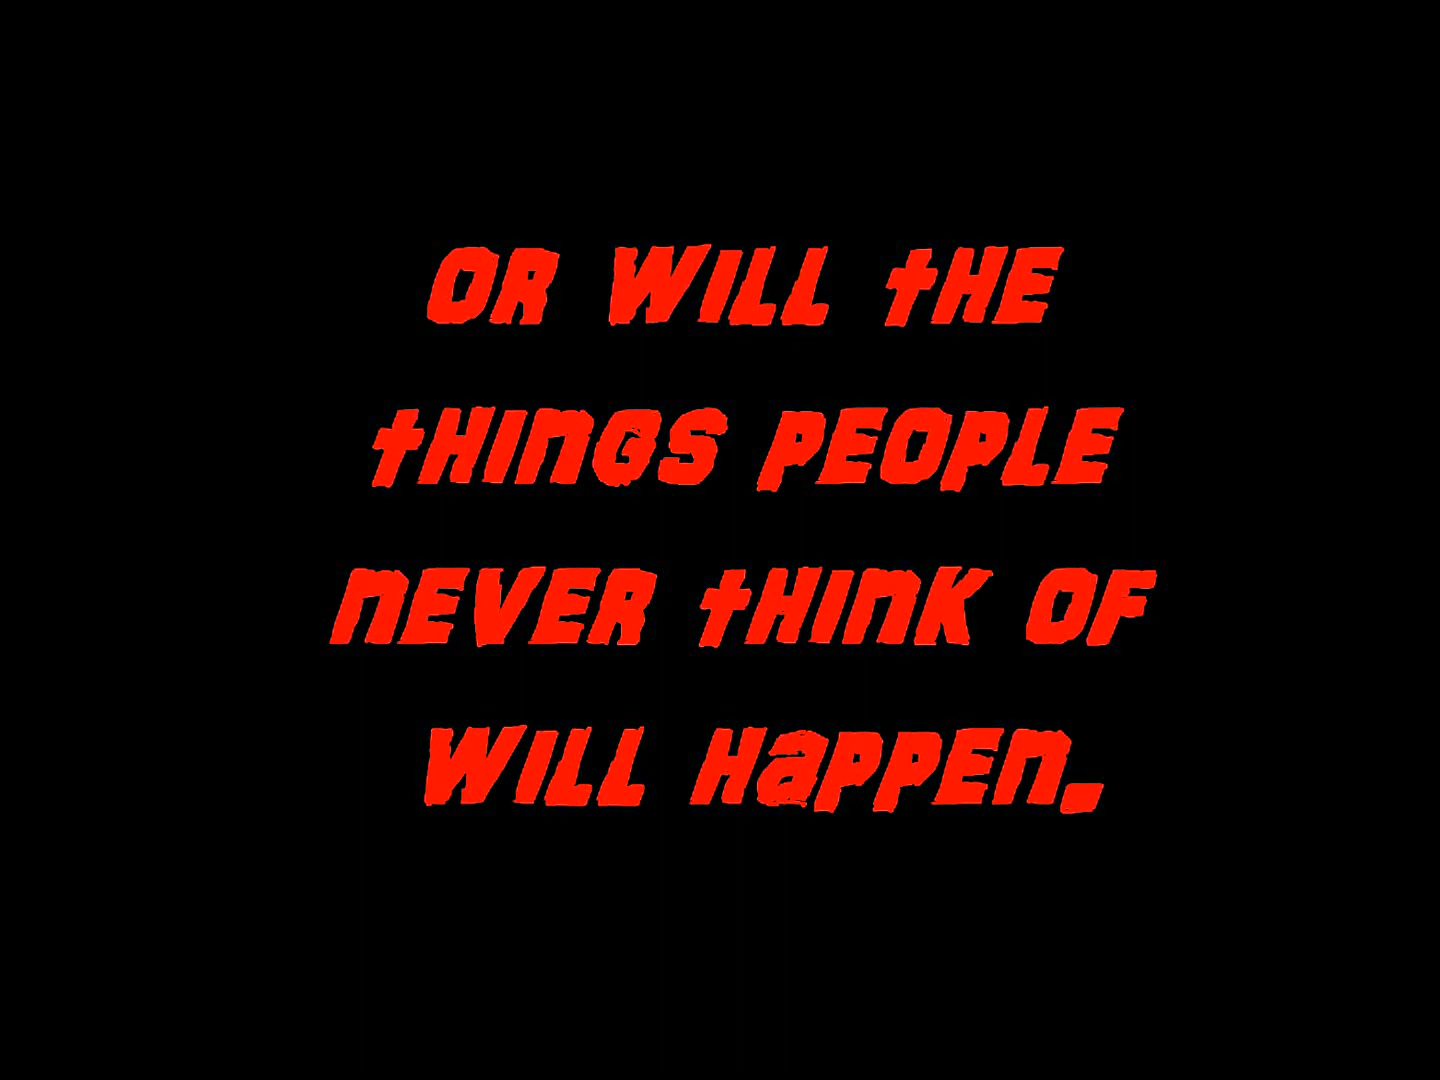 OR WILL tHE
tHInGS PEOPLE
nEVER tHInK OF
WILL HaPPEn.